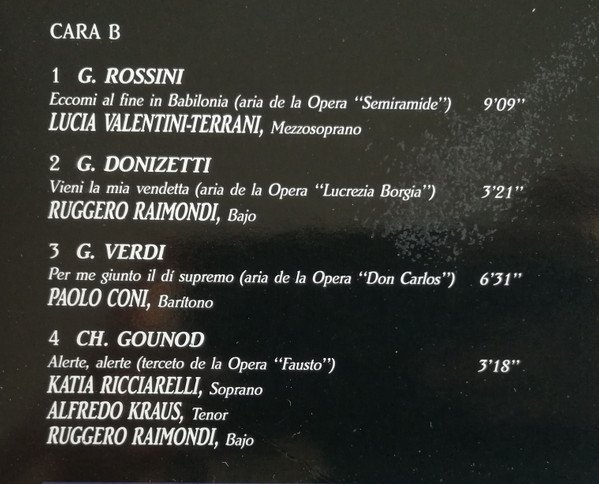 CARA B
1 G. ROSSINI
Eccomi al fine in Babilonia (aria de la Opera “Semiramide”) 9'09”
LUCIA VALENTINI-TERRANI, Mezzosoprano
2 G. DONIZETTI
Vieni la mia vendetta (aria de la Opera “Lucrezia Borgia”) 3'21”
RUGGERO RAIMONDI, Bajo
3 G. VERDI
Per me giunto il dí supremo (aria de la Opera “Don Carlos”) 6'31”
PAOLO CONI, Barítono
4 CH. GOUNOD
Alerte, alerte (terceto de la Opera “Fausto”) 3'18”
KATIA RICCIARELLI, Soprano
ALFREDO KRAUS, Tenor
RUGGERO RAIMONDI, Bajo